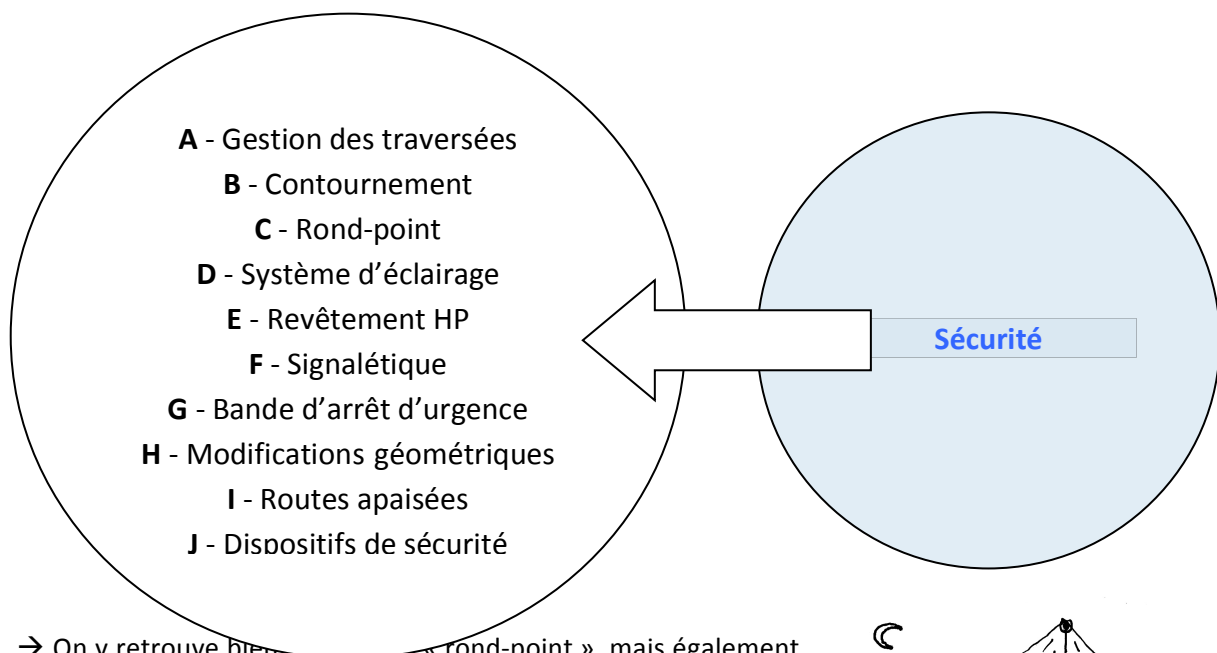 A - Gestion des traversées
B - Contournement
C - Rond-point
D - Système d'éclairage
E - Revêtement HP
F - Signalétique
G - Bande d'arrêt d'urgence
H - Modifications géométriques
I - Routes apaisées
J - Dispositifs de sécurité
Sécurité
→ On y retrouve « rond-point », mais également